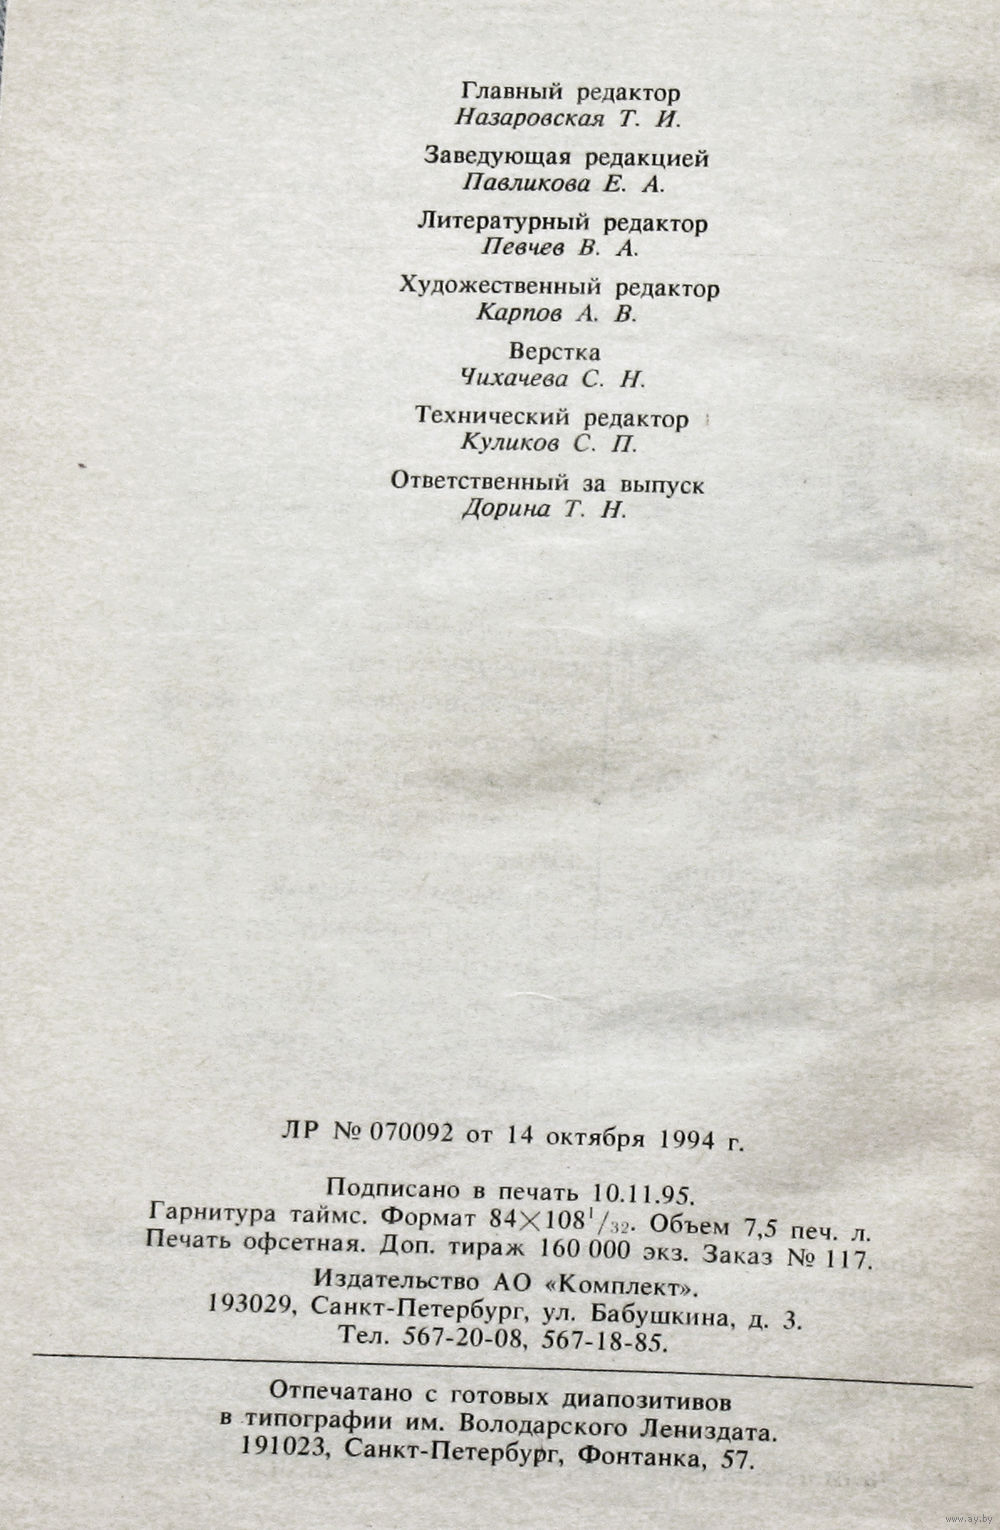 Главный редактор
Назаровская Т. И.
Заведующая редакцией
Павликова Е. А.
Литературный редактор
Певчев В. А.
Художественный редактор
Карпов А. В.
Верстка
Чихачева С. Н.
Технический редактор
Куликов С. П.
Ответственный за выпуск
Дорина Т. Н.
ЛР № 070092 от 14 октября 1994 г.
Подписано в печать 10.11.95.
Гарнитура таймс. Формат 84×108¹/₃₂. Объем 7,5 печ. л.
Печать офсетная. Доп. тираж 160 000 экз. Заказ № 117.
Издательство АО «Комплект».
193029, Санкт-Петербург, ул. Бабушкина, д. 3.
Тел. 567-20-08, 567-18-85.
Отпечатано с готовых диапозитивов
в типографии им. Володарского Лениздата.
191023, Санкт-Петербург, Фонтанка, 57.
www.ay.by